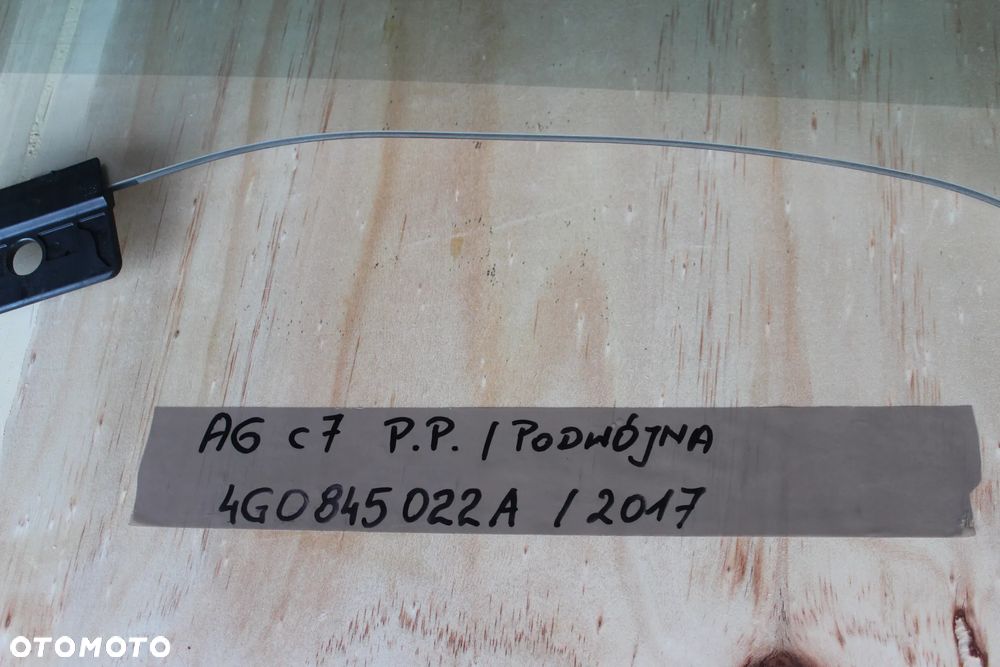 A6 C7 P.P. / PODWÓJNA
4G0845022A / 2017
OTOMOTO